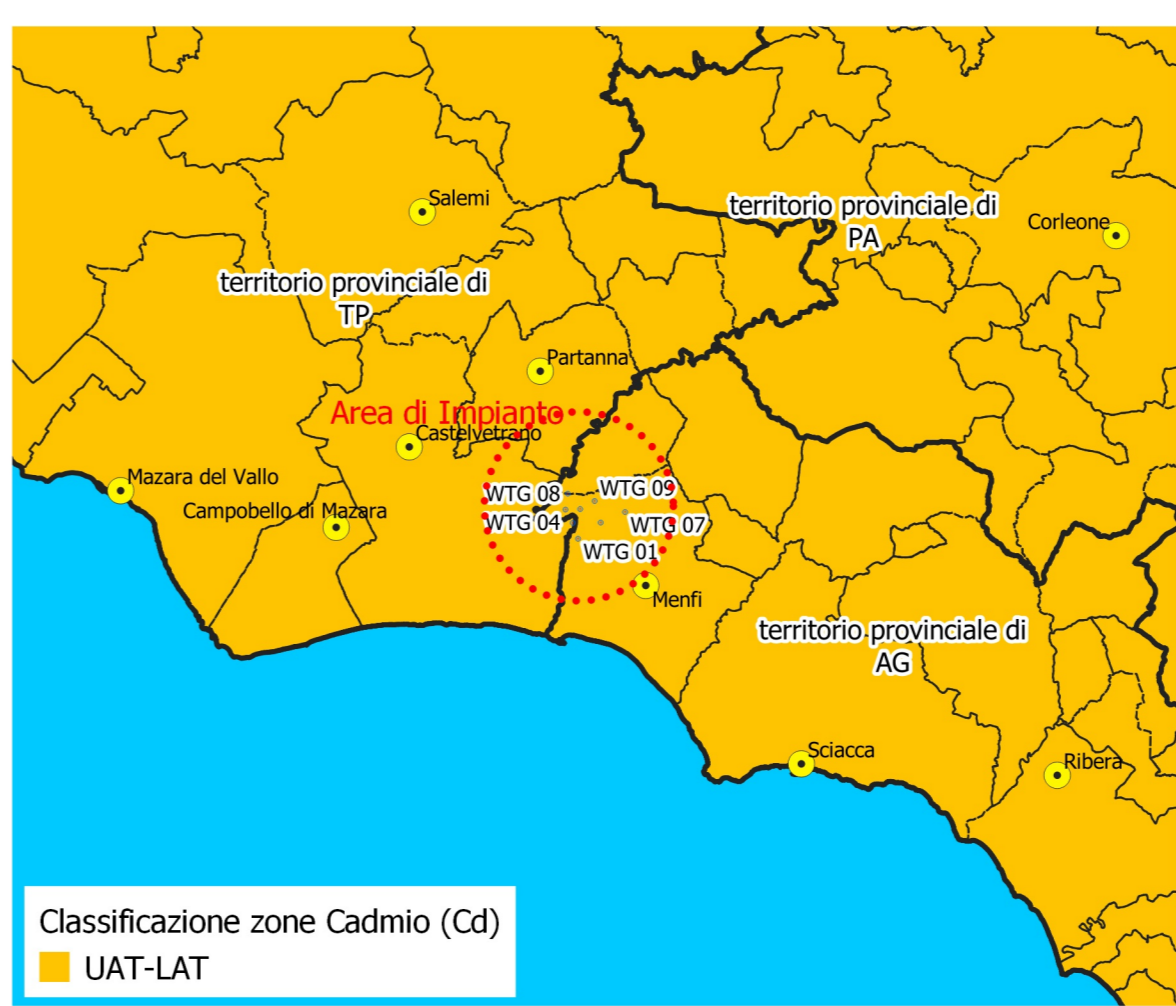 Salemi
territorio provinciale di
PA
Corleone
territorio provinciale di
TP
Partanna
Area di Impianto
Castelvetrano
Mazara del Vallo
WTG 08
WTG 09
Campobello di Mazara
WTG 04
WTG 07
WTG 01
Menfi
territorio provinciale di
AG
Sciacca
Ribera
Classificazione zone Cadmio (Cd)
UAT-LAT